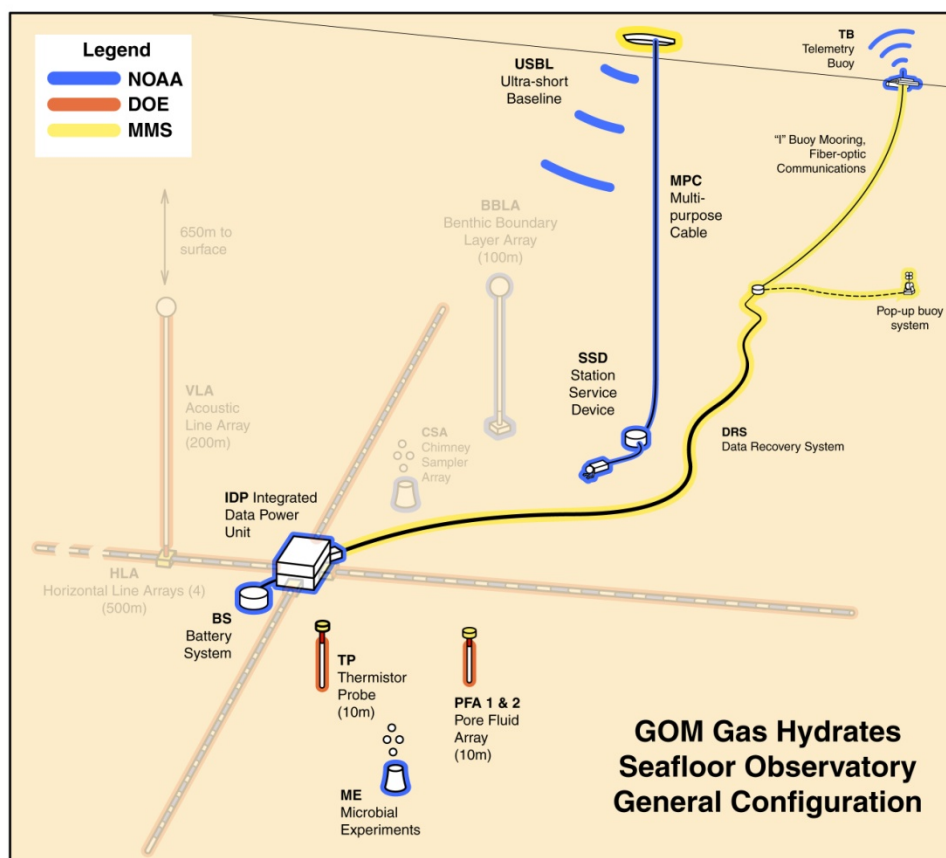 Legend
NOAA
DOE
MMS
USBL
Ultra-short
Baseline
TB
Telemetry
Buoy
"I" Buoy Mooring,
Fiber-optic
Communications
MPC
Multi-
purpose
Cable
BBLA
Benthic Boundary
Layer Array
(100m)
650m to
surface
Pop-up buoy
system
SSD
Station
Service
Device
VLA
Acoustic
Line Array
(200m)
CSA
Chimney
Sampler
Array
DRS
Data Recovery System
IDP Integrated
Data Power
Unit
HLA
Horizontal Line Arrays (4)
(500m)
BS
Battery
System
TP
Thermistor
Probe
(10m)
PFA 1 & 2
Pore Fluid
Array
(10m)
ME
Microbial
Experiments
GOM Gas Hydrates
Seafloor Observatory
General Configuration